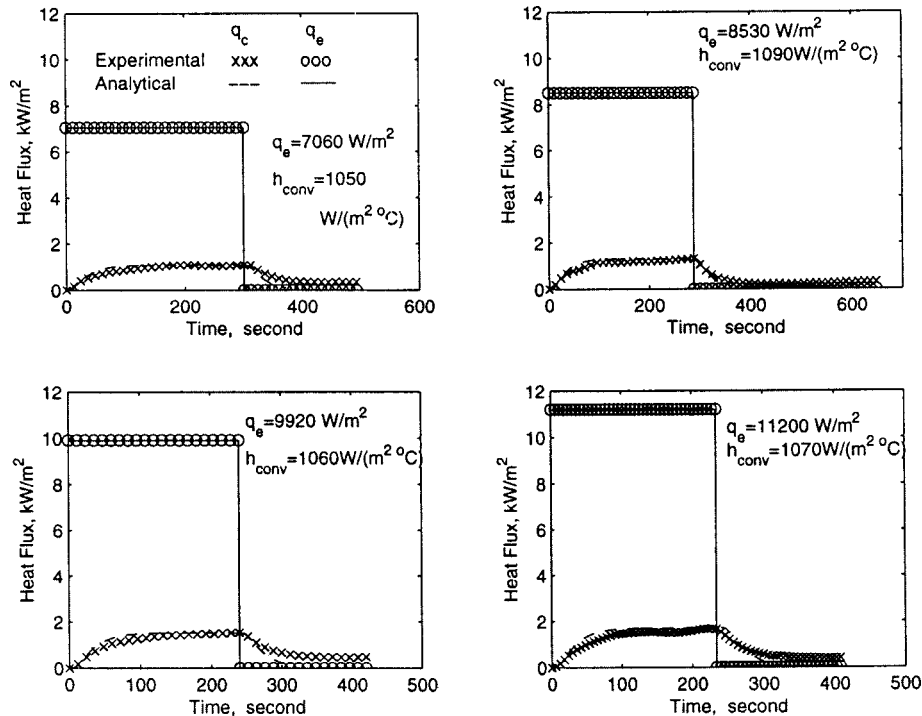 12
10
8
6
4
2
0
Heat Flux, kW/m²
q_c q_e
Experimental xxx ooo
Analytical
q_e=7060 W/m²
h_conv=1050
W/(m² °C)
0 200 400 600
Time, second
12
10
8
6
4
2
0
Heat Flux, kW/m²
q_e=8530 W/m²
h_conv=1090W/(m² °C)
0 200 400 600
Time, second
12
10
8
6
4
2
0
Heat Flux, kW/m²
q_e=9920 W/m²
h_conv=1060W/(m² °C)
0 100 200 300 400 500
Time, second
12
10
8
6
4
2
0
Heat Flux, kW/m²
q_e=11200 W/m²
h_conv=1070W/(m² °C)
0 100 200 300 400 500
Time, second